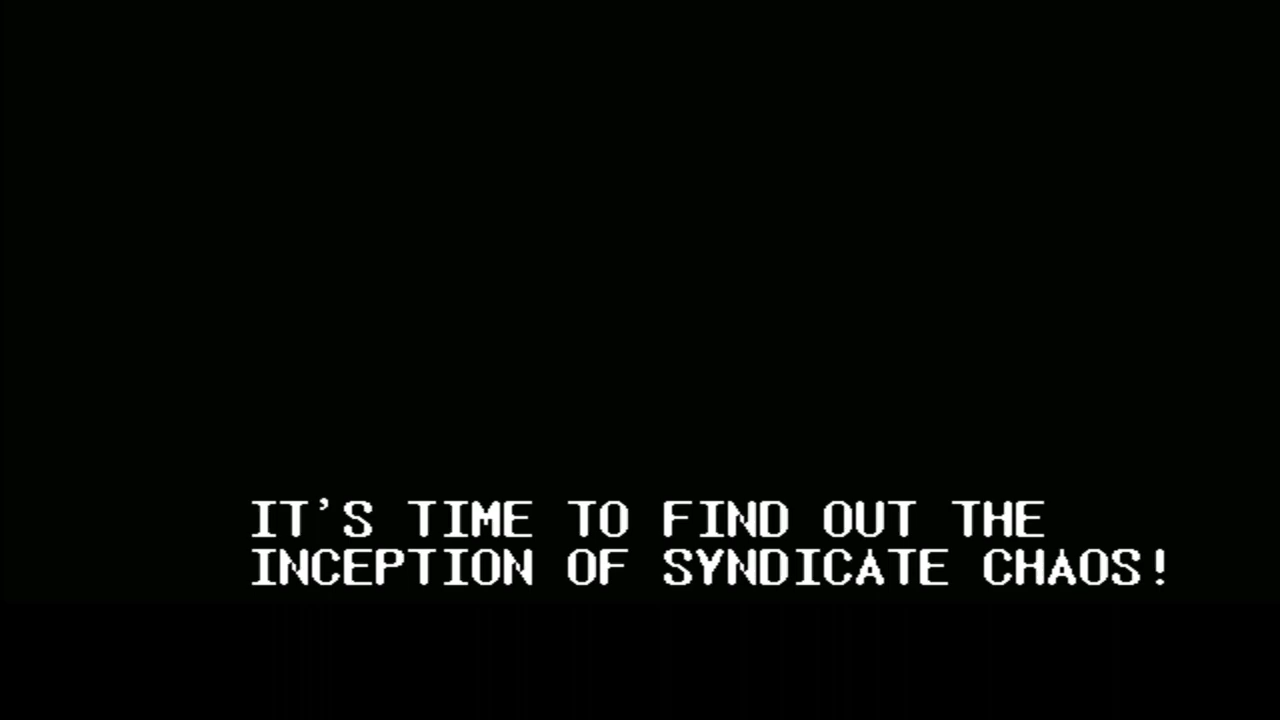 IT'S TIME TO FIND OUT THE
INCEPTION OF SYNDICATE CHAOS!